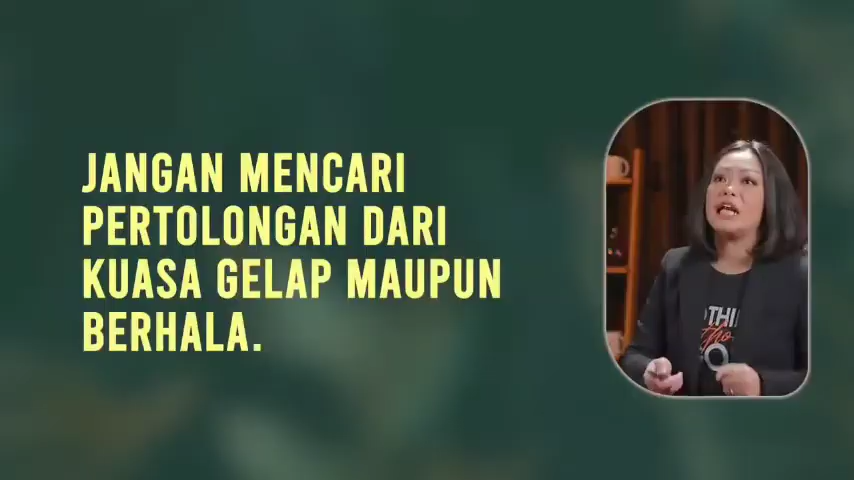 JANGAN MENCARI
PERTOLONGAN DARI
KUASA GELAP MAUPUN
BERHALA.